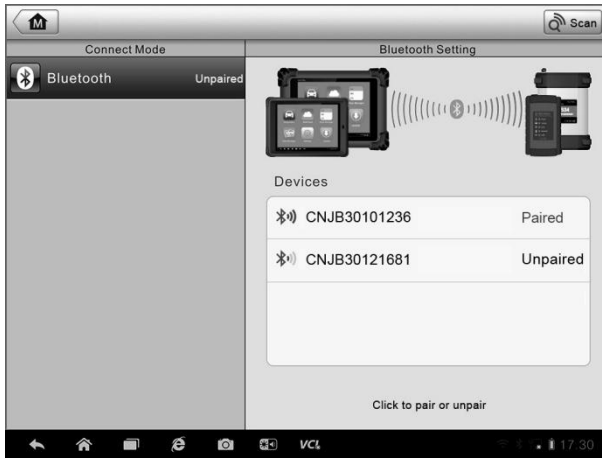 M
Scan
Connect Mode
Bluetooth Setting
Bluetooth Unpaired
Devices
CNJB30101236 Paired
CNJB30121681 Unpaired
Click to pair or unpair
VCI
17:30